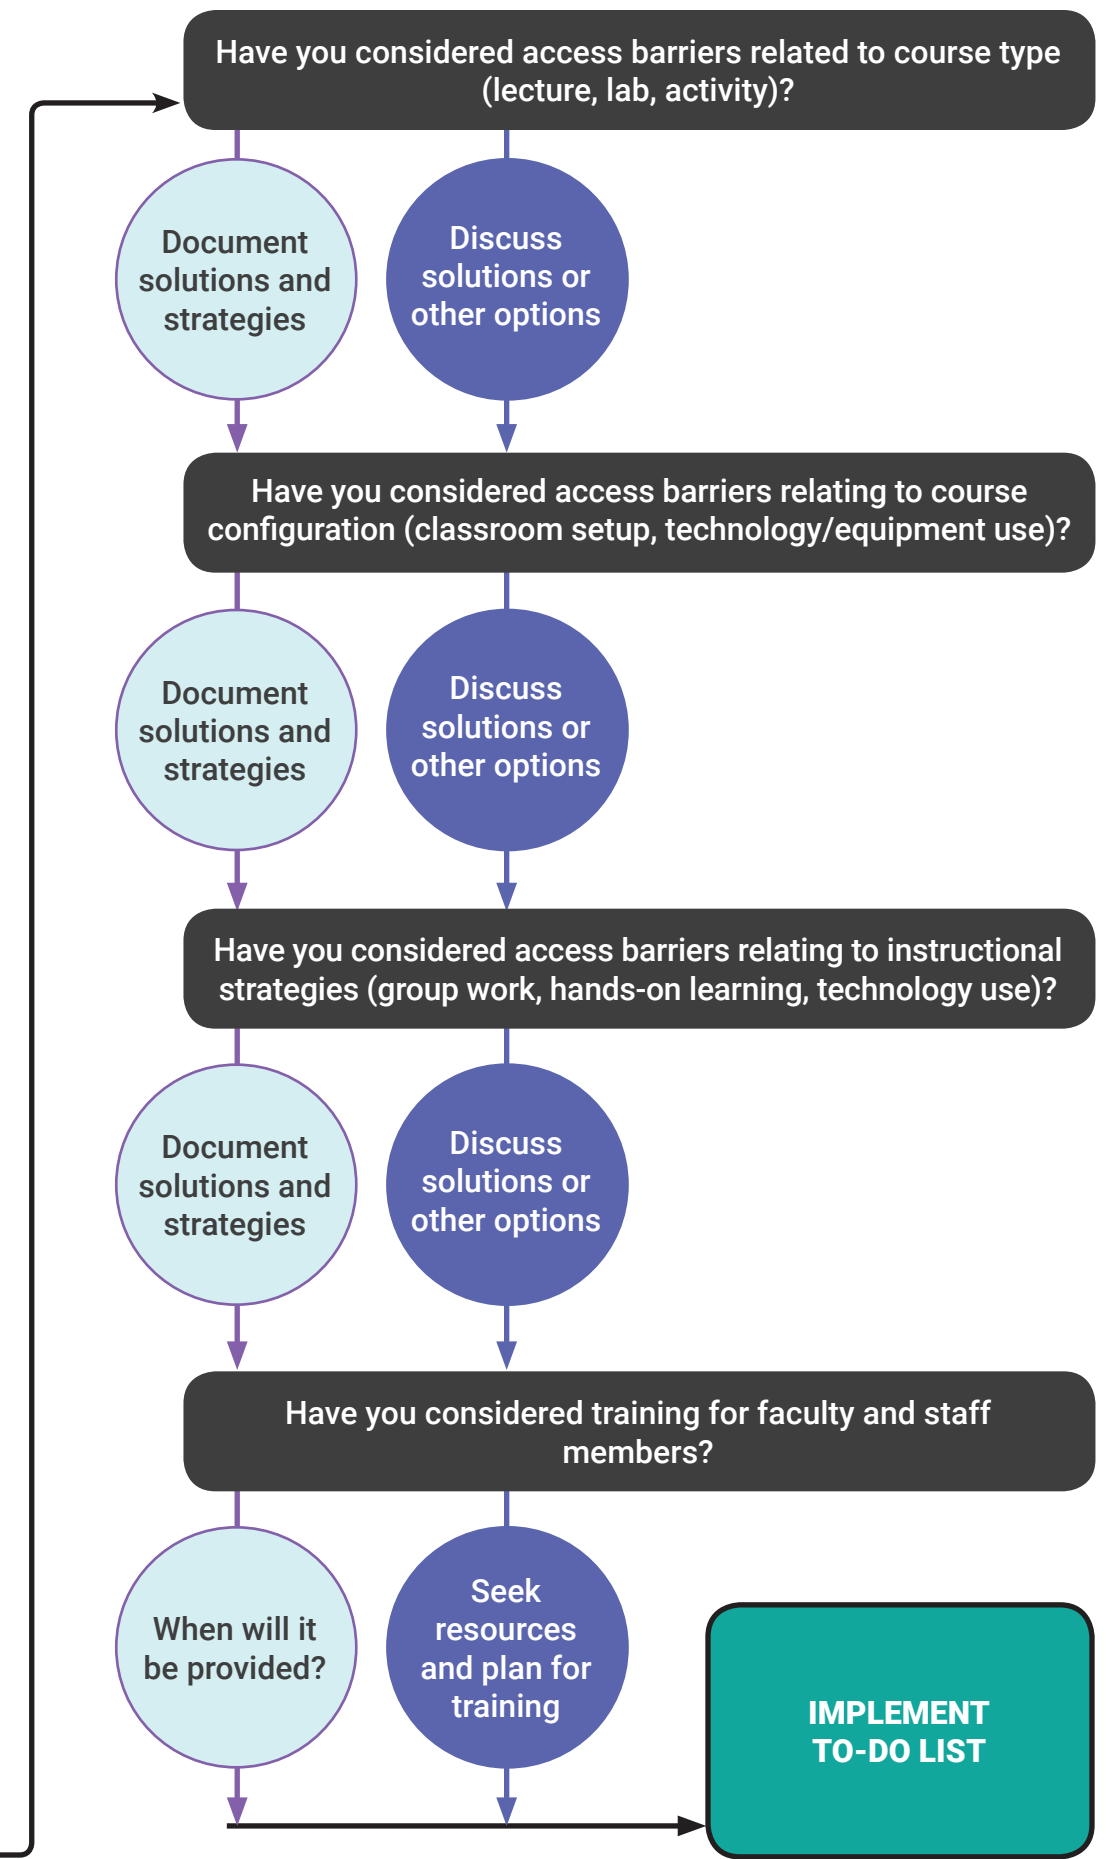 Have you considered access barriers related to course type
(lecture, lab, activity)?
Document
solutions and
strategies
Discuss
solutions or
other options
Have you considered access barriers relating to course
configuration (classroom setup, technology/equipment use)?
Document
solutions and
strategies
Discuss
solutions or
other options
Have you considered access barriers relating to instructional
strategies (group work, hands-on learning, technology use)?
Document
solutions and
strategies
Discuss
solutions or
other options
Have you considered training for faculty and staff
members?
When will it
be provided?
Seek
resources
and plan for
training
IMPLEMENT
TO-DO LIST